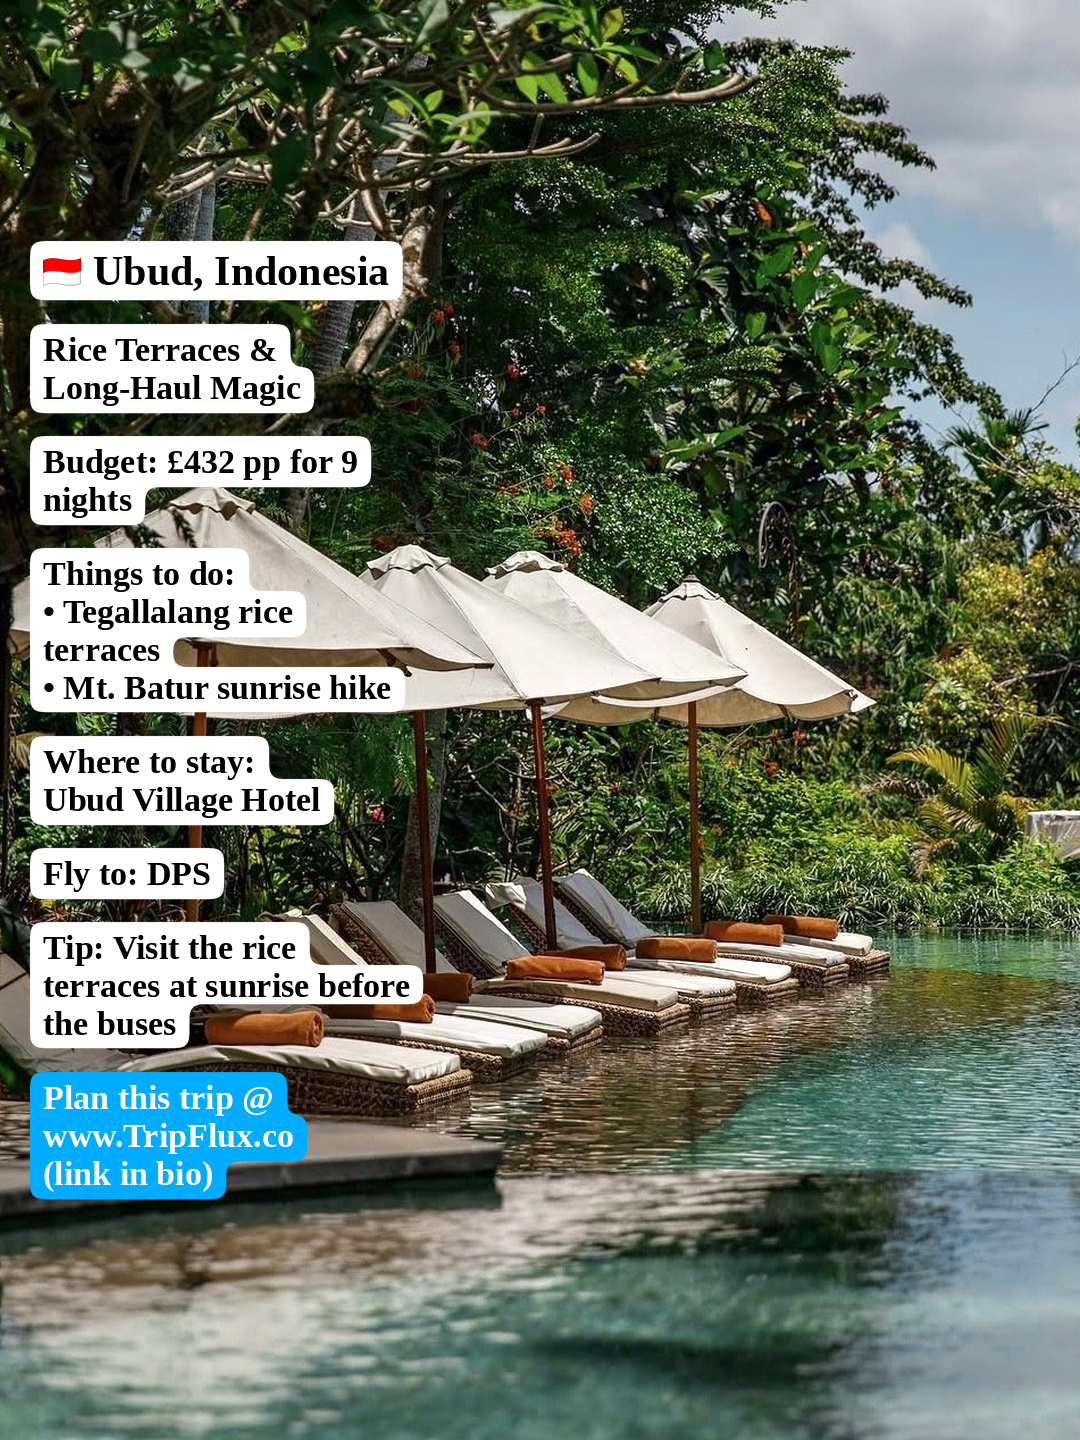 🇮🇩 Ubud, Indonesia
Rice Terraces &
Long-Haul Magic
Budget: £432 pp for 9
nights
Things to do:
• Tegallalang rice
terraces
• Mt. Batur sunrise hike
Where to stay:
Ubud Village Hotel
Fly to: DPS
Tip: Visit the rice
terraces at sunrise before
the buses
Plan this trip @
www.TripFlux.co
(link in bio)